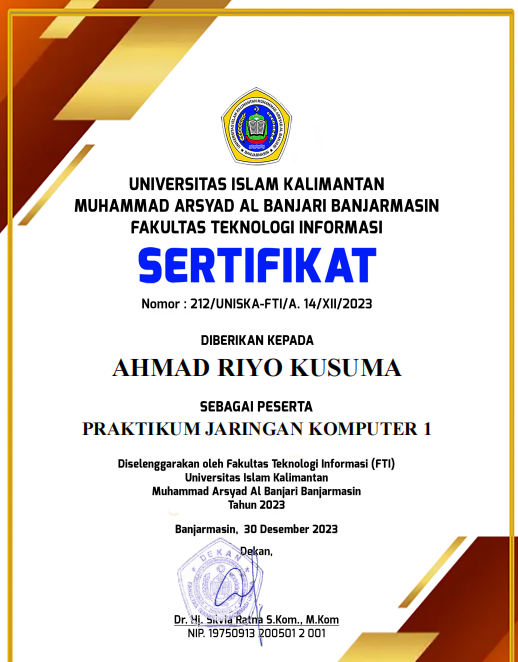 UNIVERSITAS ISLAM KALIMANTAN
MUHAMMAD ARSYAD AL BANJARI BANJARMASIN
FAKULTAS TEKNOLOGI INFORMASI
SERTIFIKAT
Nomor : 212/UNISKA-FTI/A. 14/XII/2023
DIBERIKAN KEPADA
AHMAD RIYO KUSUMA
SEBAGAI PESERTA
PRAKTIKUM JARINGAN KOMPUTER 1
Diselenggarakan oleh Fakultas Teknologi Informasi (FTI)
Universitas Islam Kalimantan
Muhammad Arsyad Al Banjari Banjarmasin
Tahun 2023
Banjarmasin, 30 Desember 2023
Dekan,
DEKAN
Dr. Hj. Silvia Ratna S.Kom., M.Kom
NIP. 19750913 200501 2 001